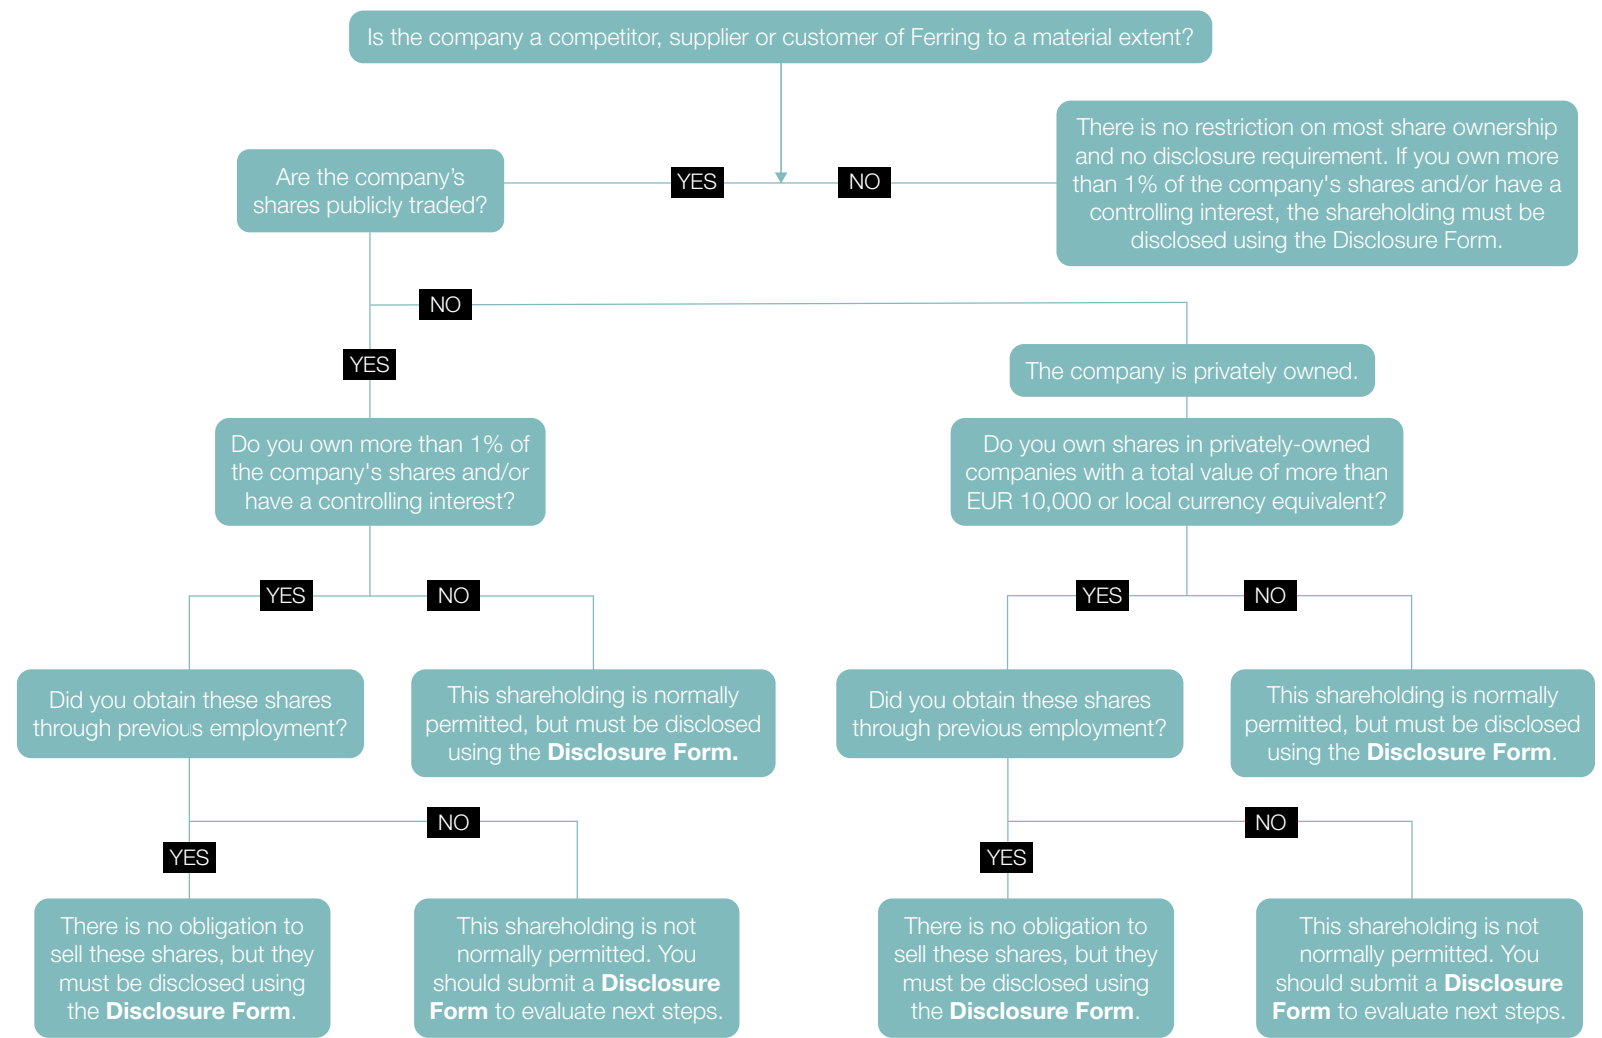 Is the company a competitor, supplier or customer of Ferring to a material extent?
There is no restriction on most share ownership
and no disclosure requirement. If you own more
than 1% of the company's shares and/or have a
controlling interest, the shareholding must be
disclosed using the Disclosure Form.
Are the company’s
shares publicly traded?
YES
NO
NO
YES
The company is privately owned.
Do you own more than 1% of
the company's shares and/or
have a controlling interest?
Do you own shares in privately-owned
companies with a total value of more than
EUR 10,000 or local currency equivalent?
YES
NO
YES
NO
Did you obtain these shares
through previous employment?
This shareholding is normally
permitted, but must be disclosed
using the Disclosure Form.
Did you obtain these shares
through previous employment?
This shareholding is normally
permitted, but must be disclosed
using the Disclosure Form.
NO
YES
NO
YES
There is no obligation to
sell these shares, but they
must be disclosed using
the Disclosure Form.
This shareholding is not
normally permitted. You
should submit a Disclosure
Form to evaluate next steps.
There is no obligation to
sell these shares, but they
must be disclosed using
the Disclosure Form.
This shareholding is not
normally permitted. You
should submit a Disclosure
Form to evaluate next steps.